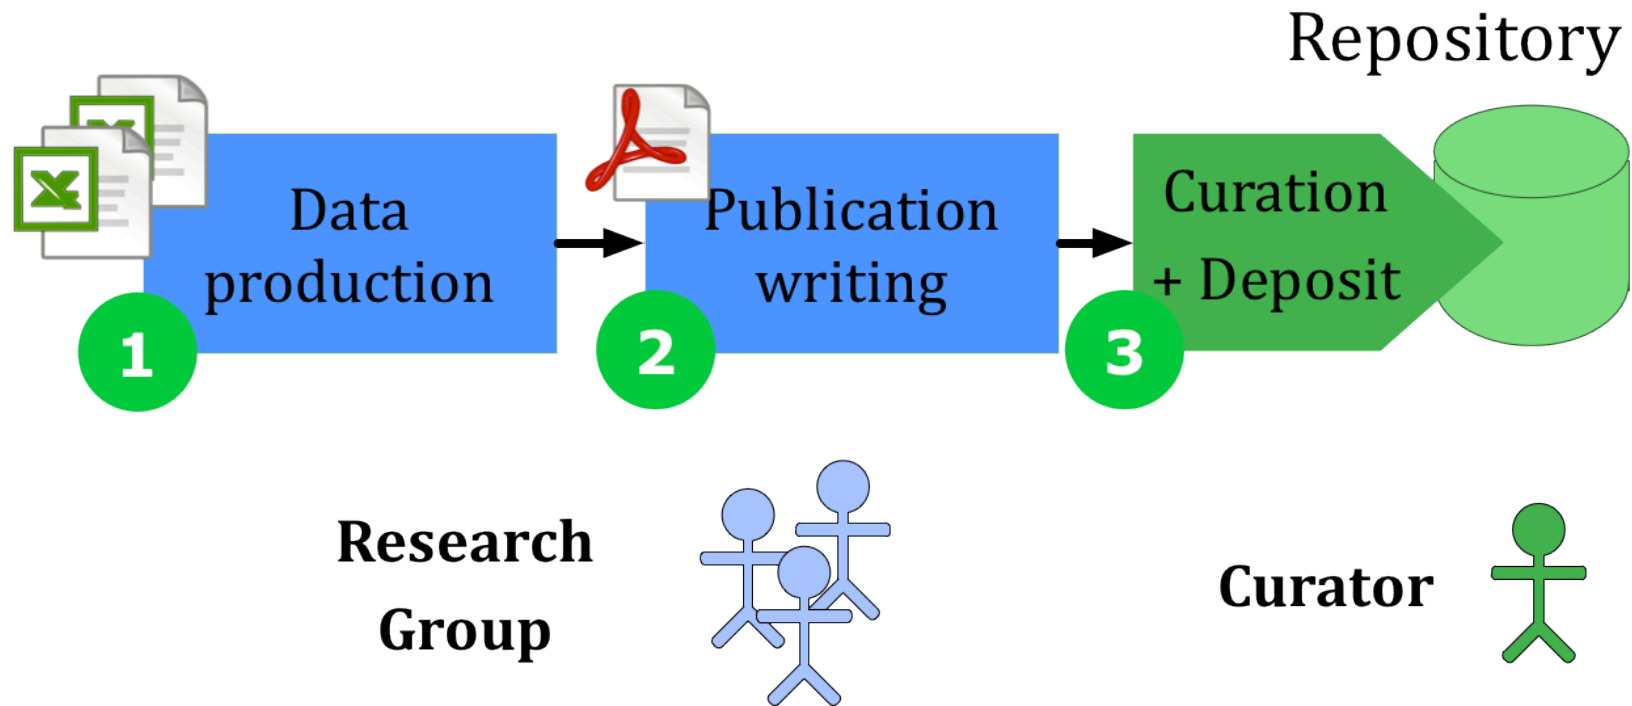 Repository
Data
production
Publication
writing
Curation
+ Deposit
1
2
3
Research
Group
Curator